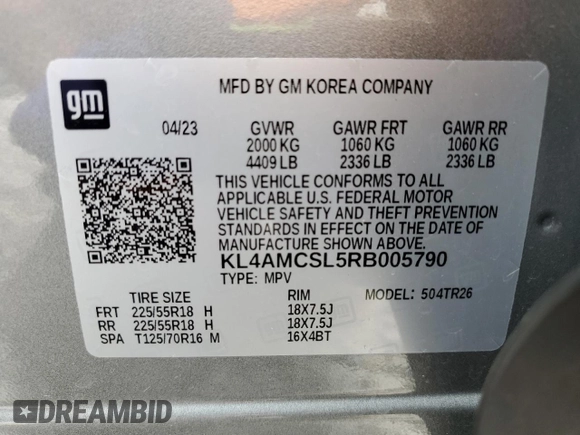 gm
MFD BY GM KOREA COMPANY
04/23 GVWR GAWR FRT GAWR RR
2000 KG 1060 KG 1060 KG
4409 LB 2336 LB 2336 LB
THIS VEHICLE CONFORMS TO ALL
APPLICABLE U.S. FEDERAL MOTOR
VEHICLE SAFETY AND THEFT PREVENTION
STANDARDS IN EFFECT ON THE DATE OF
MANUFACTURE SHOWN ABOVE.
KL4AMCSL5RB005790
TYPE: MPV
TIRE SIZE RIM MODEL: 504TR26
FRT 225/55R18 H 18X7.5J
RR 225/55R18 H 18X7.5J
SPA T125/70R16 M 16X4BT
DREAMBID